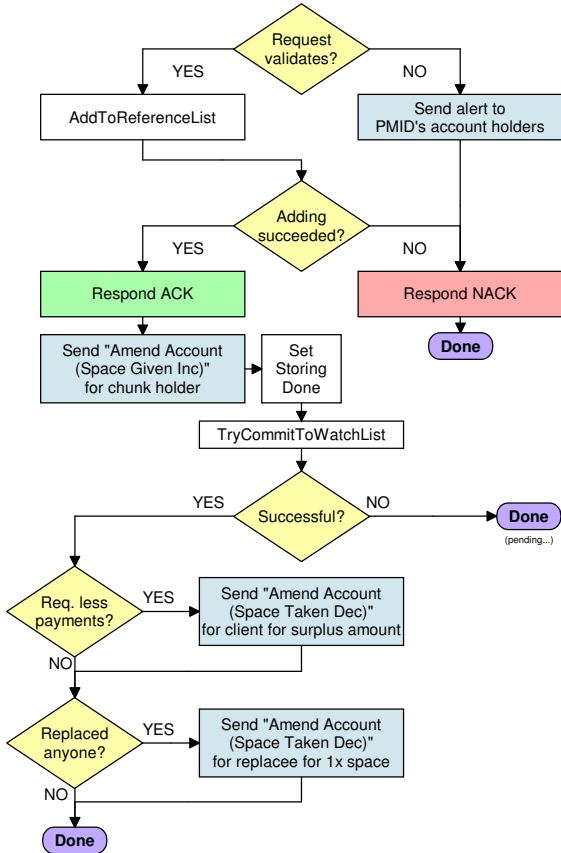 Request
validates?
YES
NO
AddToReferenceList
Send alert to
PMID's account holders
Adding
succeeded?
YES
NO
Respond ACK
Respond NACK
Done
Send "Amend Account
(Space Given Inc)"
for chunk holder
Set
Storing
Done
TryCommitToWatchList
YES
Successful?
NO
Done
(pending...)
Req. less
payments?
YES
Send "Amend Account
(Space Taken Dec)"
for client for surplus amount
NO
Replaced
anyone?
YES
Send "Amend Account
(Space Taken Dec)"
for replacee for 1x space
NO
Done